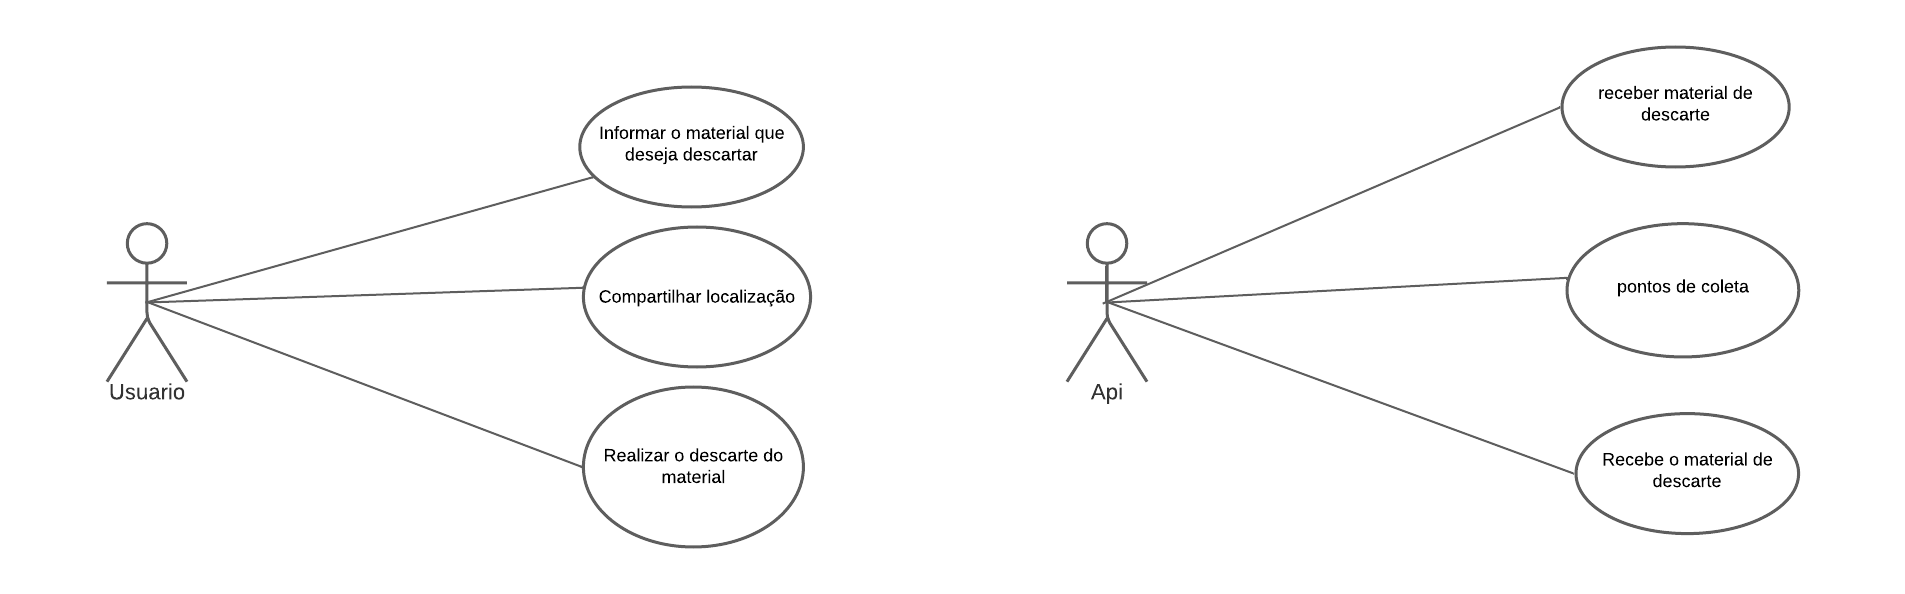 Informar o material que
deseja descartar
Compartilhar localização
Usuario
Realizar o descarte do
material
receber material de
descarte
pontos de coleta
Api
Recebe o material de
descarte